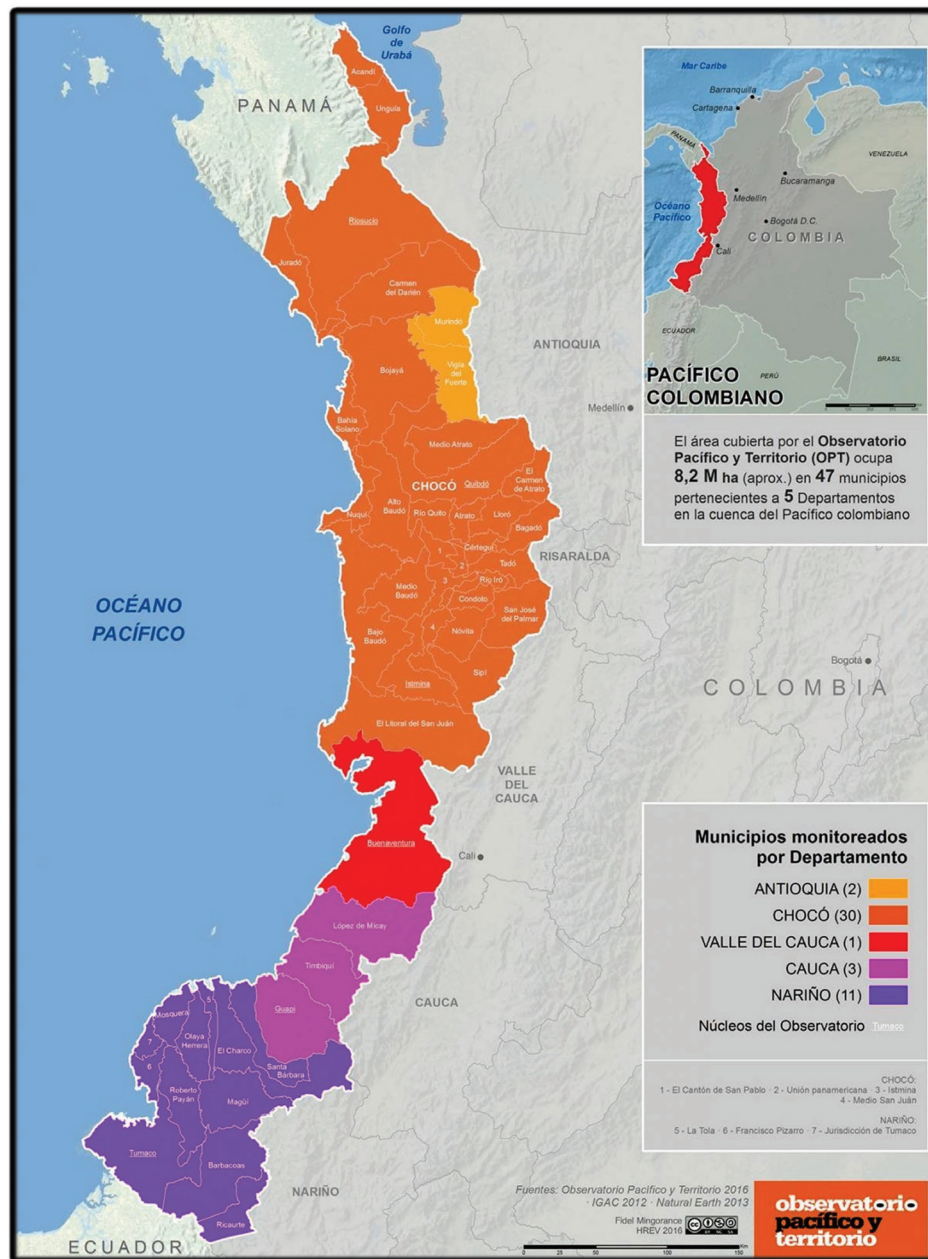 Golfo
de
Urabá
Acandí
Unguía
PANAMÁ
Riosucio
Juradó
Carmen
del Darién
Murindó
Vigía
del
Fuerte
ANTIOQUIA
Medellín
Bojayá
Bahía
Solano
Medio Atrato
CHOCÓ
Quibdó
El
Carmen
de Atrato
Alto
Baudó
Nuquí
Río Quito
Atrato
Lloró
Bagadó
1
Cértegui
2
Tadó
RISARALDA
3
Río Iró
Medio
Baudó
Condoto
San José
del Palmar
4
Nóvita
Bajo
Baudó
Sipí
Istmina
El Litoral del San Juán
OCÉANO
PACÍFICO
Bogotá
COLOMBIA
VALLE
DEL
CAUCA
Buenaventura
Cali
López de Micay
Timbiquí
Guapi
CAUCA
Mosquera
5
7
Olaya
Herrera
El Charco
6
Santa
Bárbara
Roberto
Payán
Magüí
Tumaco
Barbacoas
NARIÑO
Ricaurte
ECUADOR
Mar Caribe
Barranquilla
Cartagena
PANAMÁ
VENEZUELA
Bucaramanga
Medellín
Océano
Pacífico
Bogotá D.C.
COLOMBIA
Cali
ECUADOR
BRASIL
PERÚ
PACÍFICO
COLOMBIANO
El área cubierta por el Observatorio
Pacífico y Territorio (OPT) ocupa
8,2 M ha (aprox.) en 47 municipios
pertenecientes a 5 Departamentos
en la cuenca del Pacífico colombiano
Municipios monitoreados
por Departamento
ANTIOQUIA (2)
CHOCÓ (30)
VALLE DEL CAUCA (1)
CAUCA (3)
NARIÑO (11)
Núcleos del Observatorio Tumaco
CHOCÓ:
1 - El Cantón de San Pablo · 2 - Unión panamericana · 3 - Istmina
4 - Medio San Juán
NARIÑO:
5 - La Tola · 6 - Francisco Pizarro · 7 - Jurisdicción de Tumaco
Fuentes: Observatorio Pacífico y Territorio 2016
· IGAC 2012 · Natural Earth 2013
Fidel Mingorance
HREV 2016
0 50 100 150
observatorio
pacífico y
territorio